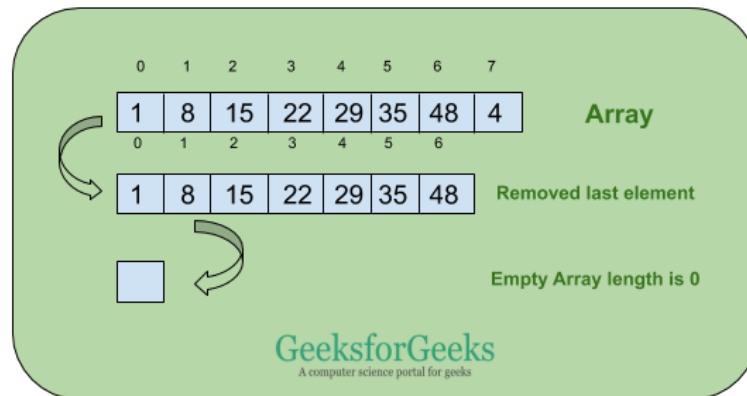 0 1 2 3 4 5 6 7
1 8 15 22 29 35 48 4 Array
0 1 2 3 4 5 6
1 8 15 22 29 35 48 Removed last element
Empty Array length is 0
GeeksforGeeks
A computer science portal for geeks